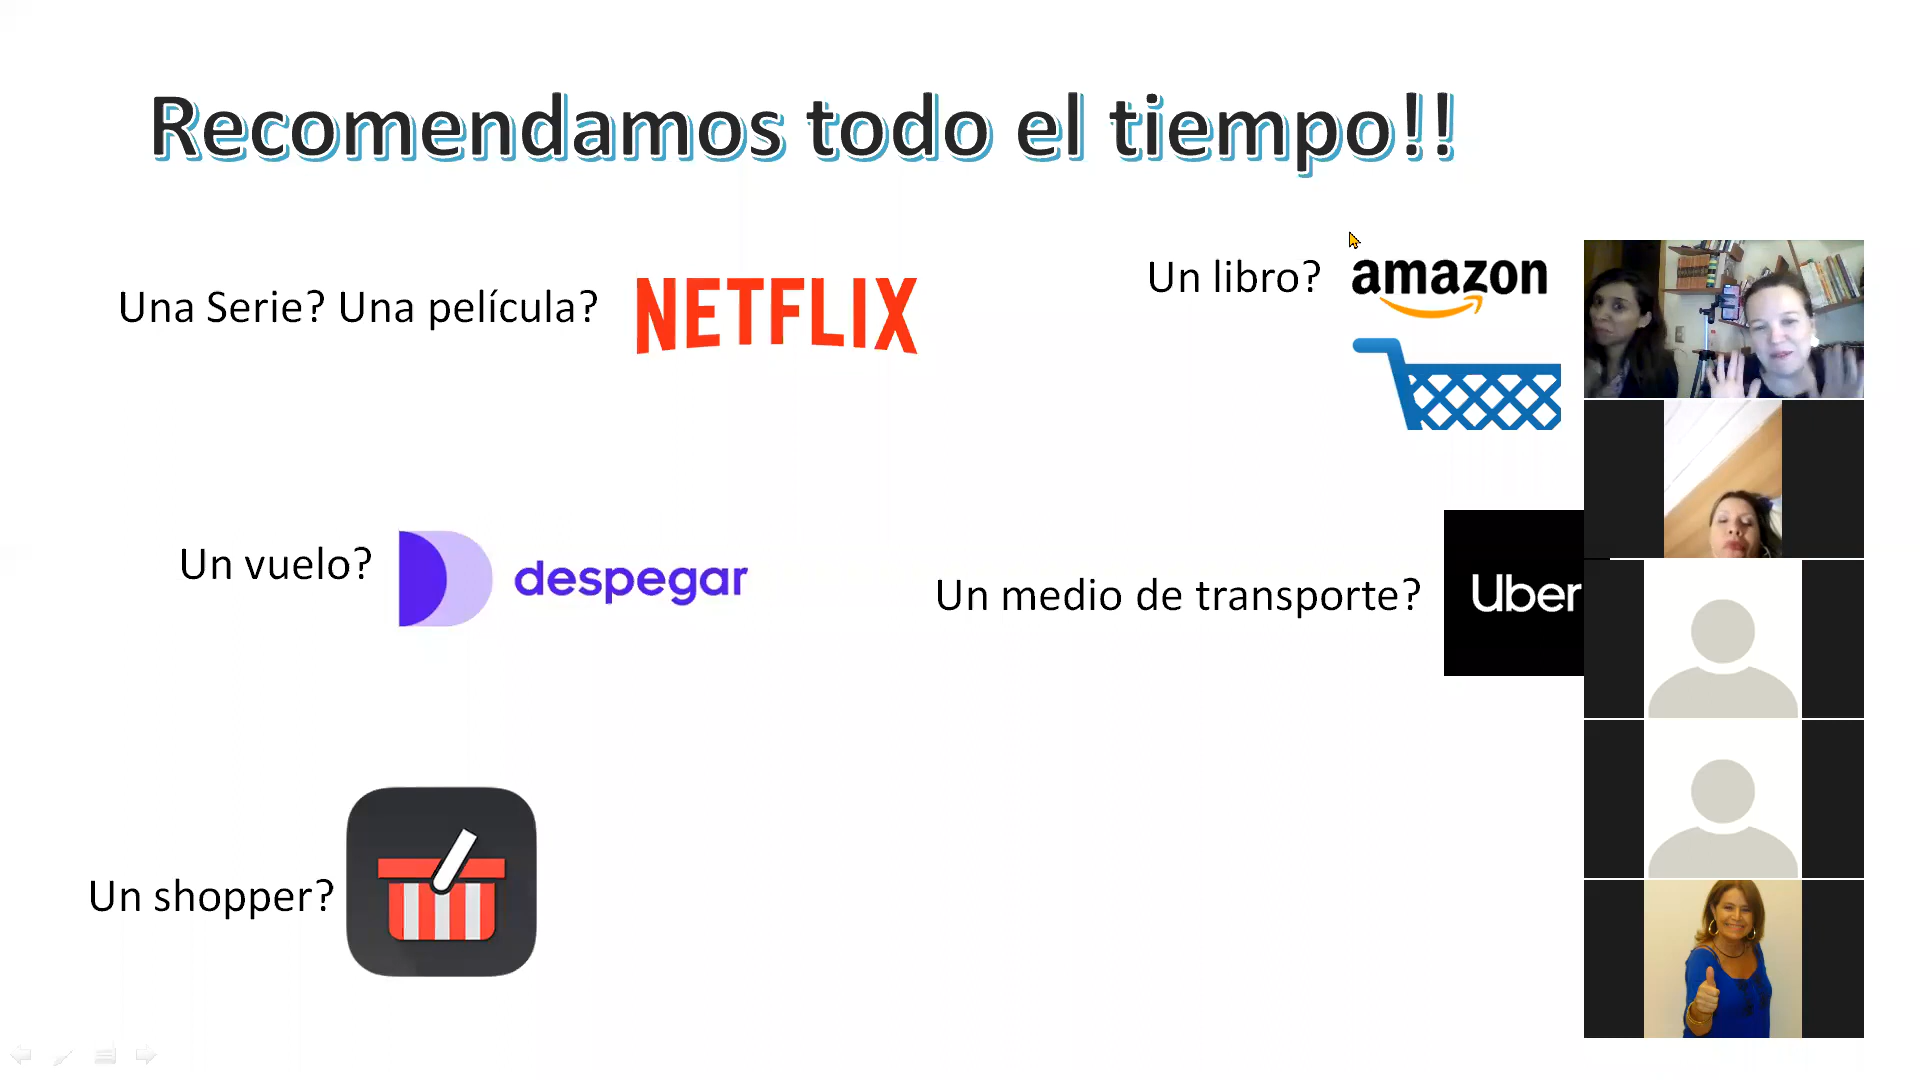 Recomendamos todo el tiempo!!
Una Serie? Una película?
NETFLIX
Un libro?
amazon
Un vuelo?
despegar
Un medio de transporte?
Uber
Un shopper?